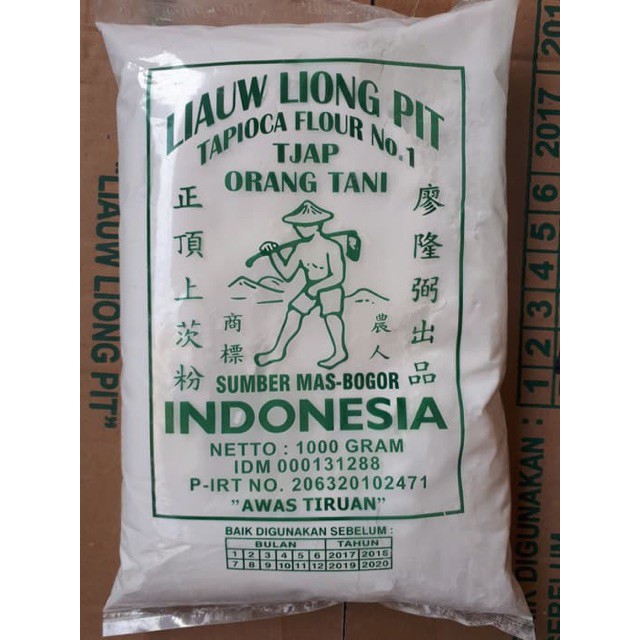 LIAUW LIONG PIT
TAPIOCA FLOUR No.1
TJAP
ORANG TANI
正頂上茨粉
廖隆弼出品
商標
農人
SUMBER MAS-BOGOR
INDONESIA
NETTO : 1000 GRAM
IDM 000131288
P-IRT NO. 206320102471
"AWAS TIRUAN"
BAIK DIGUNAKAN SEBELUM :
BULAN TAHUN
1 2 3 4 5 6 2017 2018
7 8 9 10 11 12 2019 2020
"LIAUW LIONG PIT"
DIGUNAKAN : 1 2 3 4 5 6 2017 201
SEBELUM